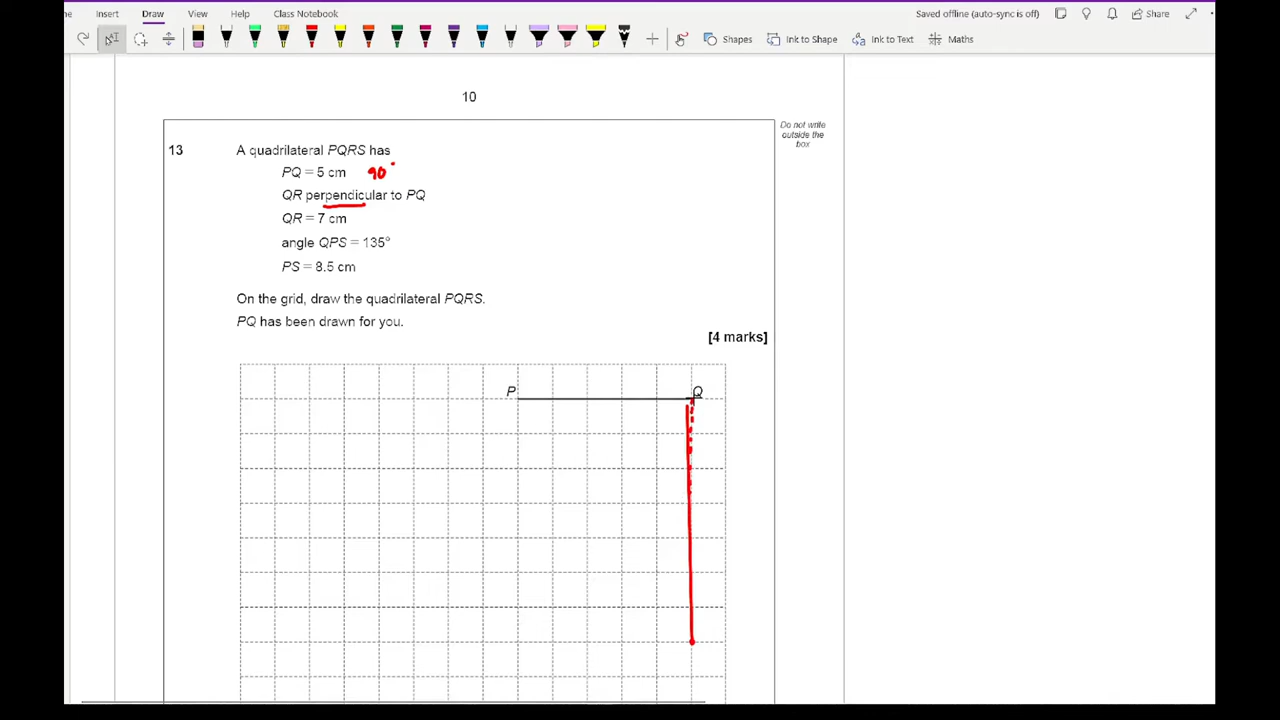 Insert Draw View Help Class Notebook Saved offline (auto-sync is off) Share
Shapes Ink to Shape Ink to Text Maths
10
Do not write
outside the
box
13 A quadrilateral PQRS has
PQ = 5 cm 90°
QR perpendicular to PQ
QR = 7 cm
angle QPS = 135°
PS = 8.5 cm
On the grid, draw the quadrilateral PQRS.
PQ has been drawn for you.
[4 marks]
P Q